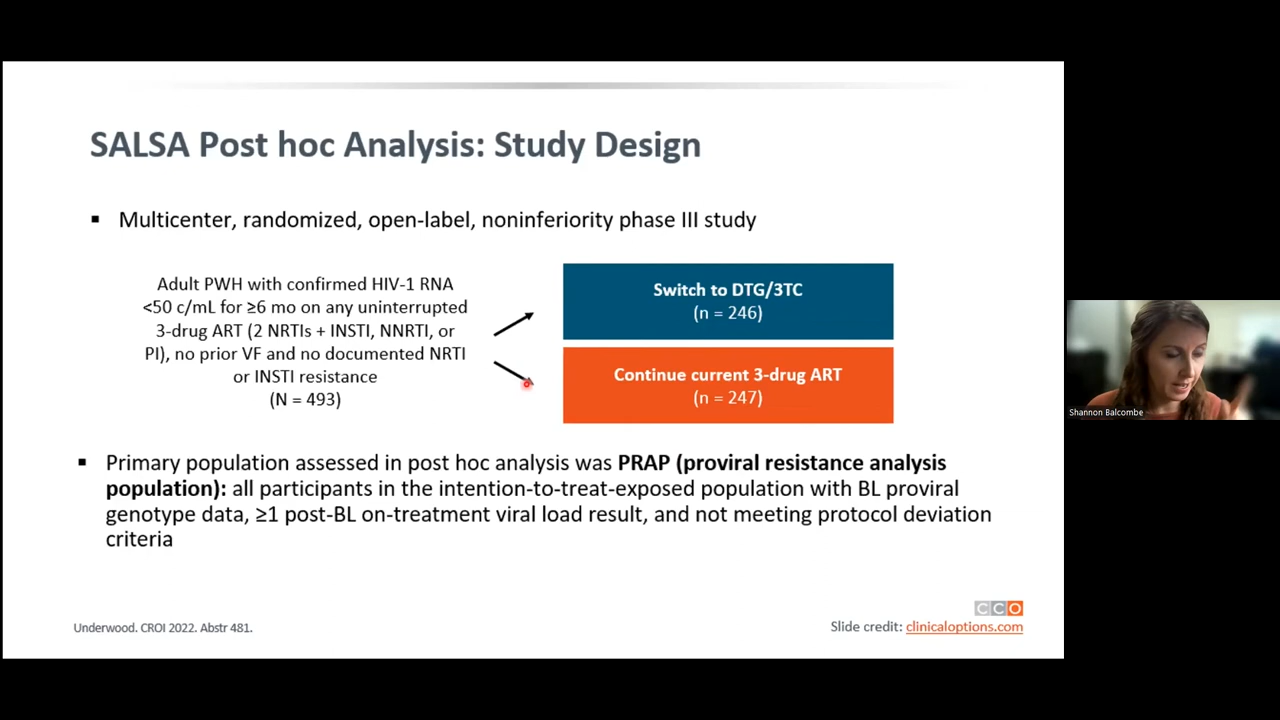 SALSA Post hoc Analysis: Study Design
▪ Multicenter, randomized, open-label, noninferiority phase III study
Adult PWH with confirmed HIV-1 RNA
<50 c/mL for ≥6 mo on any uninterrupted
3-drug ART (2 NRTIs + INSTI, NNRTI, or
PI), no prior VF and no documented NRTI
or INSTI resistance
(N = 493)
Switch to DTG/3TC
(n = 246)
Continue current 3-drug ART
(n = 247)
▪ Primary population assessed in post hoc analysis was PRAP (proviral resistance analysis
population): all participants in the intention-to-treat-exposed population with BL proviral
genotype data, ≥1 post-BL on-treatment viral load result, and not meeting protocol deviation
criteria
Underwood. CROI 2022. Abstr 481.
CCO
Slide credit: clinicaloptions.com
Shannon Balcombe